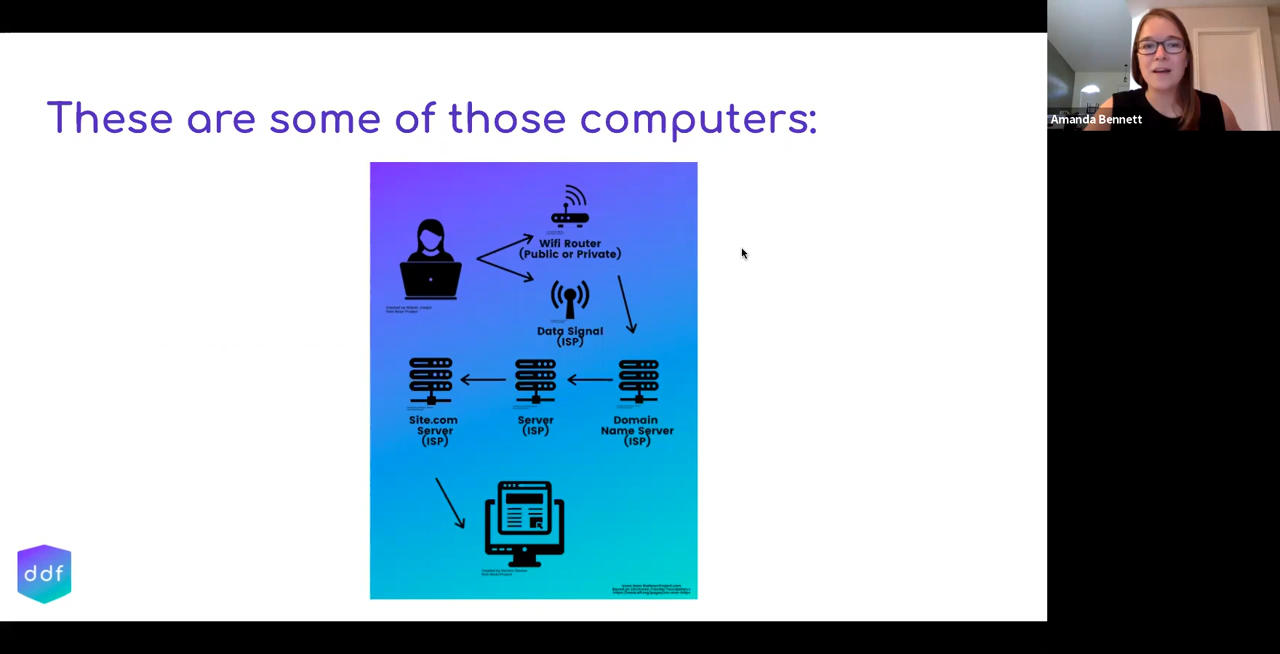 These are some of those computers:
Amanda Bennett
Wifi Router
(Public or Private)
Data Signal
(ISP)
Site.com
Server
(ISP)
Server
(ISP)
Domain
Name Server
(ISP)
ddf